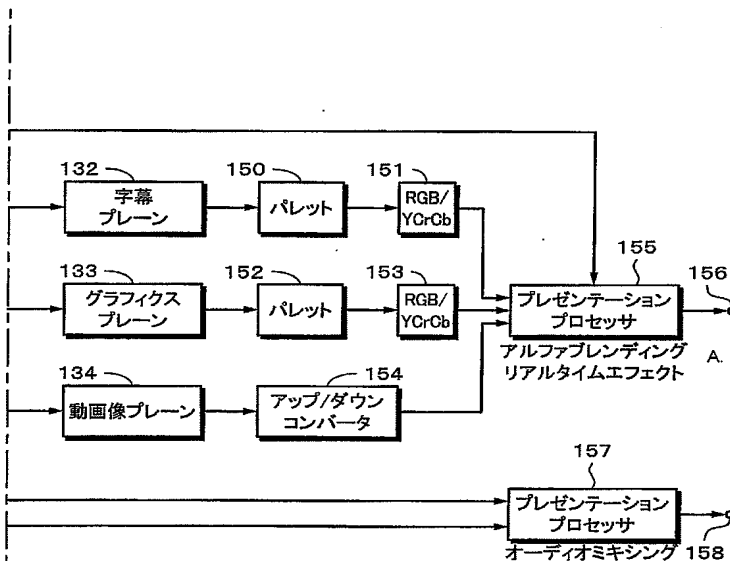 132
字幕
プレーン
150
パレット
151
RGB/
YCrCb
133
グラフィクス
プレーン
152
パレット
153
RGB/
YCrCb
155
プレゼンテーション
プロセッサ
156
アルファブレンディング
リアルタイムエフェクト
A.
134
動画像プレーン
154
アップ/ダウン
コンバータ
157
プレゼンテーション
プロセッサ
オーディオミキシング
158